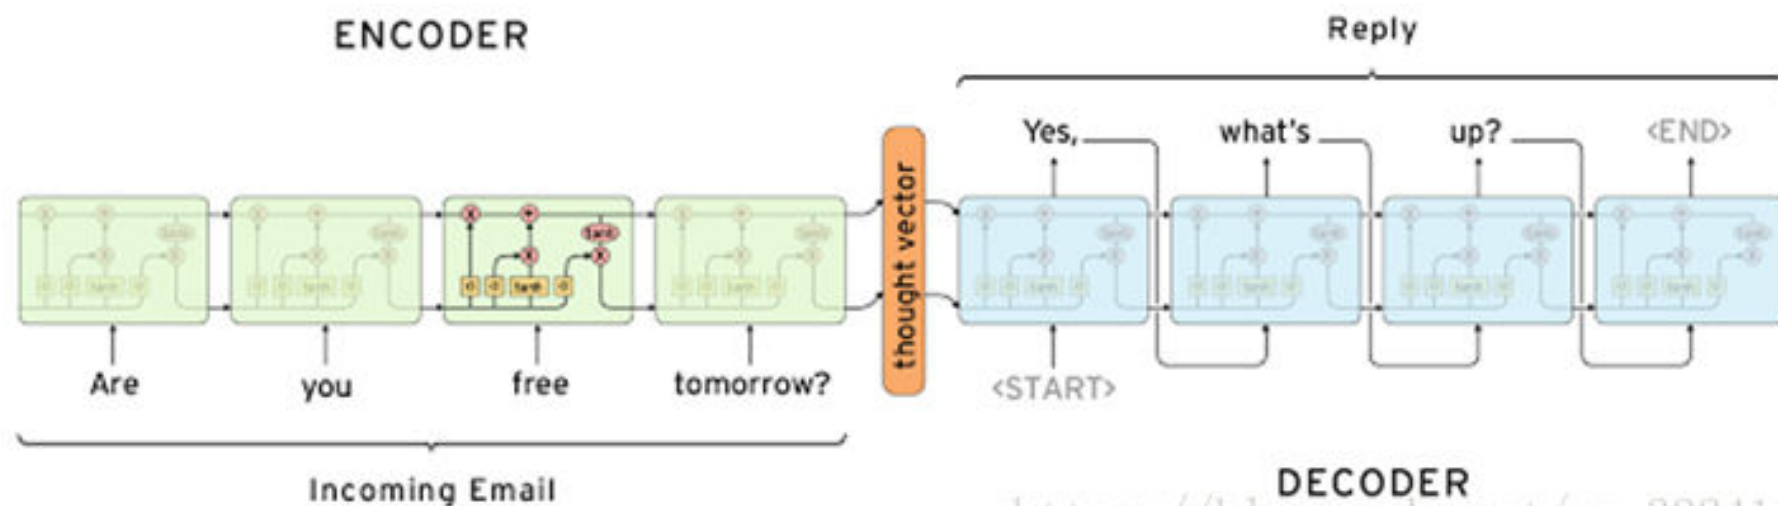 ENCODER
Reply
Yes, what's up? <END>
thought vector
Are you free tomorrow?
<START>
Incoming Email
DECODER